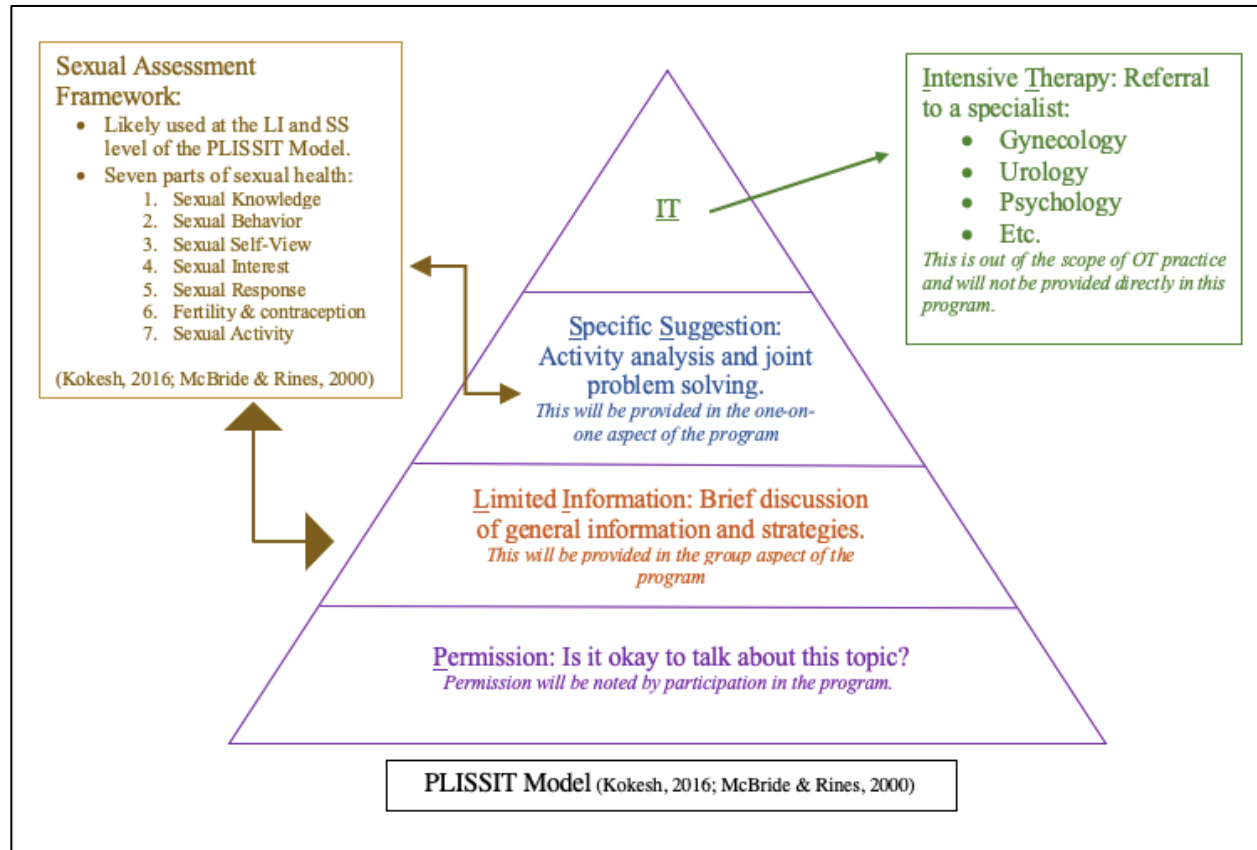 Sexual Assessment
Framework:
• Likely used at the LI and SS
level of the PLISSIT Model.
• Seven parts of sexual health:
1. Sexual Knowledge
2. Sexual Behavior
3. Sexual Self-View
4. Sexual Interest
5. Sexual Response
6. Fertility & contraception
7. Sexual Activity
(Kokesh, 2016; McBride & Rines, 2000)
Intensive Therapy: Referral
to a specialist:
• Gynecology
• Urology
• Psychology
• Etc.
This is out of the scope of OT practice
and will not be provided directly in this
program.
IT
Specific Suggestion:
Activity analysis and joint
problem solving.
This will be provided in the one-on-
one aspect of the program
Limited Information: Brief discussion
of general information and strategies.
This will be provided in the group aspect of the
program
Permission: Is it okay to talk about this topic?
Permission will be noted by participation in the program.
PLISSIT Model (Kokesh, 2016; McBride & Rines, 2000)